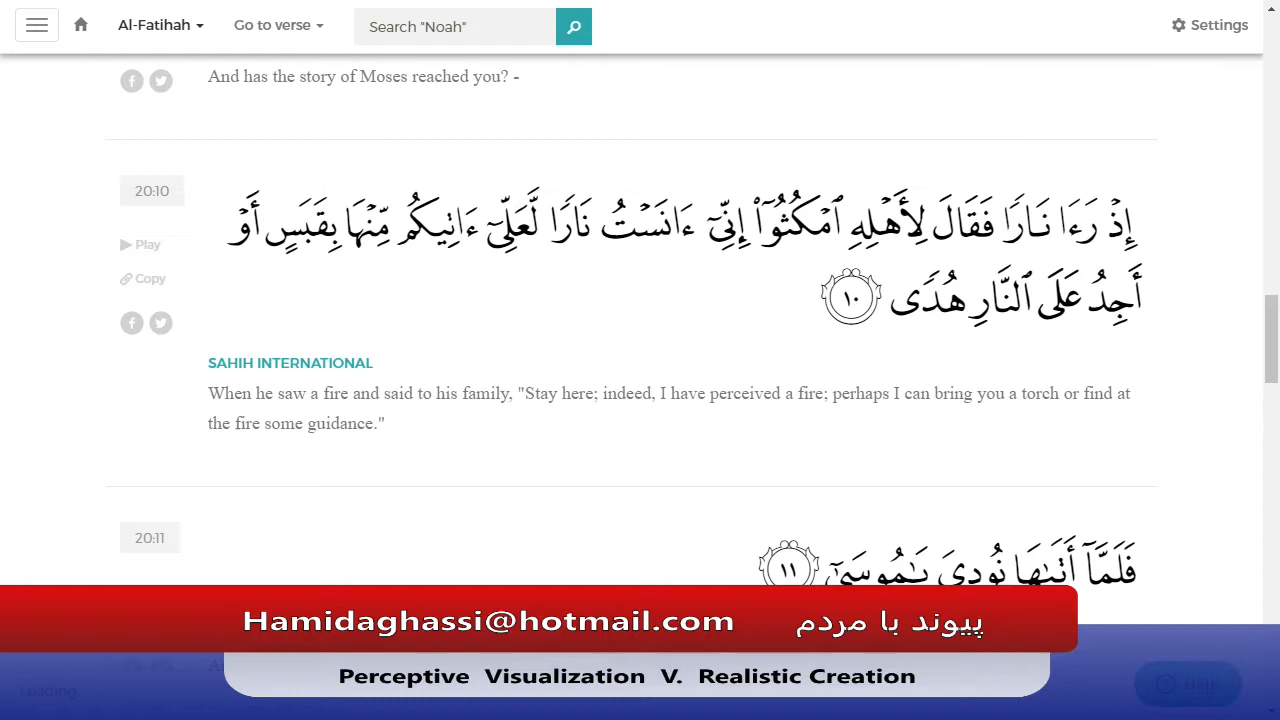 Al-Fatihah
Go to verse
Search "Noah"
Settings
And has the story of Moses reached you? -
20:10
إِذْ رَءَا نَارًا فَقَالَ لِأَهْلِهِ ٱمْكُثُوٓا۟ إِنِّىٓ ءَانَسْتُ نَارًا لَّعَلِّىٓ ءَاتِيكُم مِّنْهَا بِقَبَسٍ أَوْ
أَجِدُ عَلَى ٱلنَّارِ هُدًى ١٠
Play
Copy
SAHIH INTERNATIONAL
When he saw a fire and said to his family, "Stay here; indeed, I have perceived a fire; perhaps I can bring you a torch or find at
the fire some guidance."
20:11
فَلَمَّآ أَتَىٰهَا نُودِىَ يَـٰمُوسَىٰٓ ١١
Hamidaghassi@hotmail.com پیوند با مردم
Perceptive Visualization V. Realistic Creation